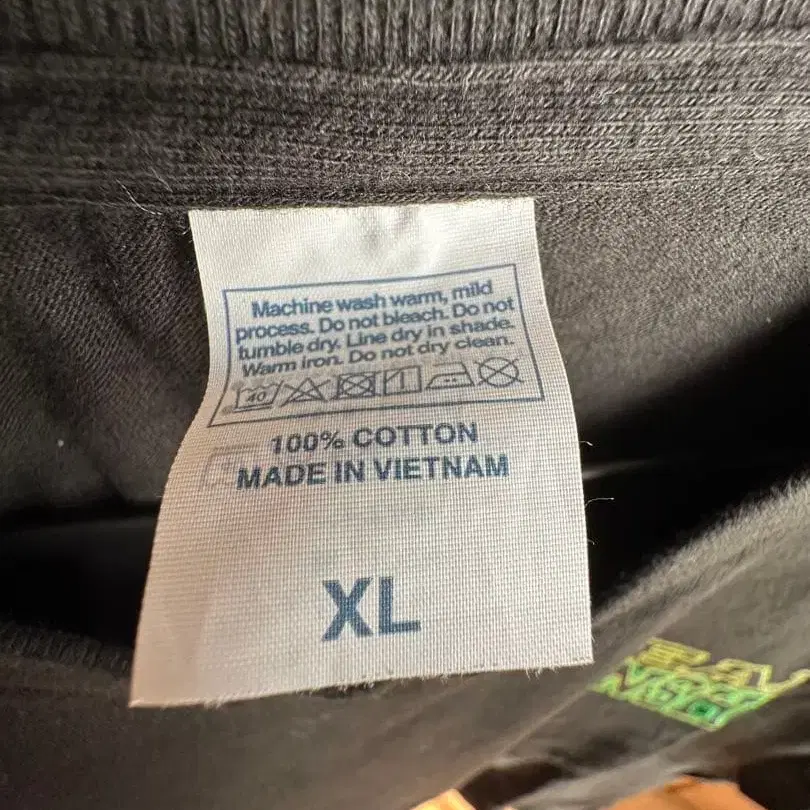 Machine wash warm, mild
process. Do not bleach. Do not
tumble dry. Line dry in shade.
Warm iron. Do not dry clean.
40
100% COTTON
MADE IN VIETNAM
XL